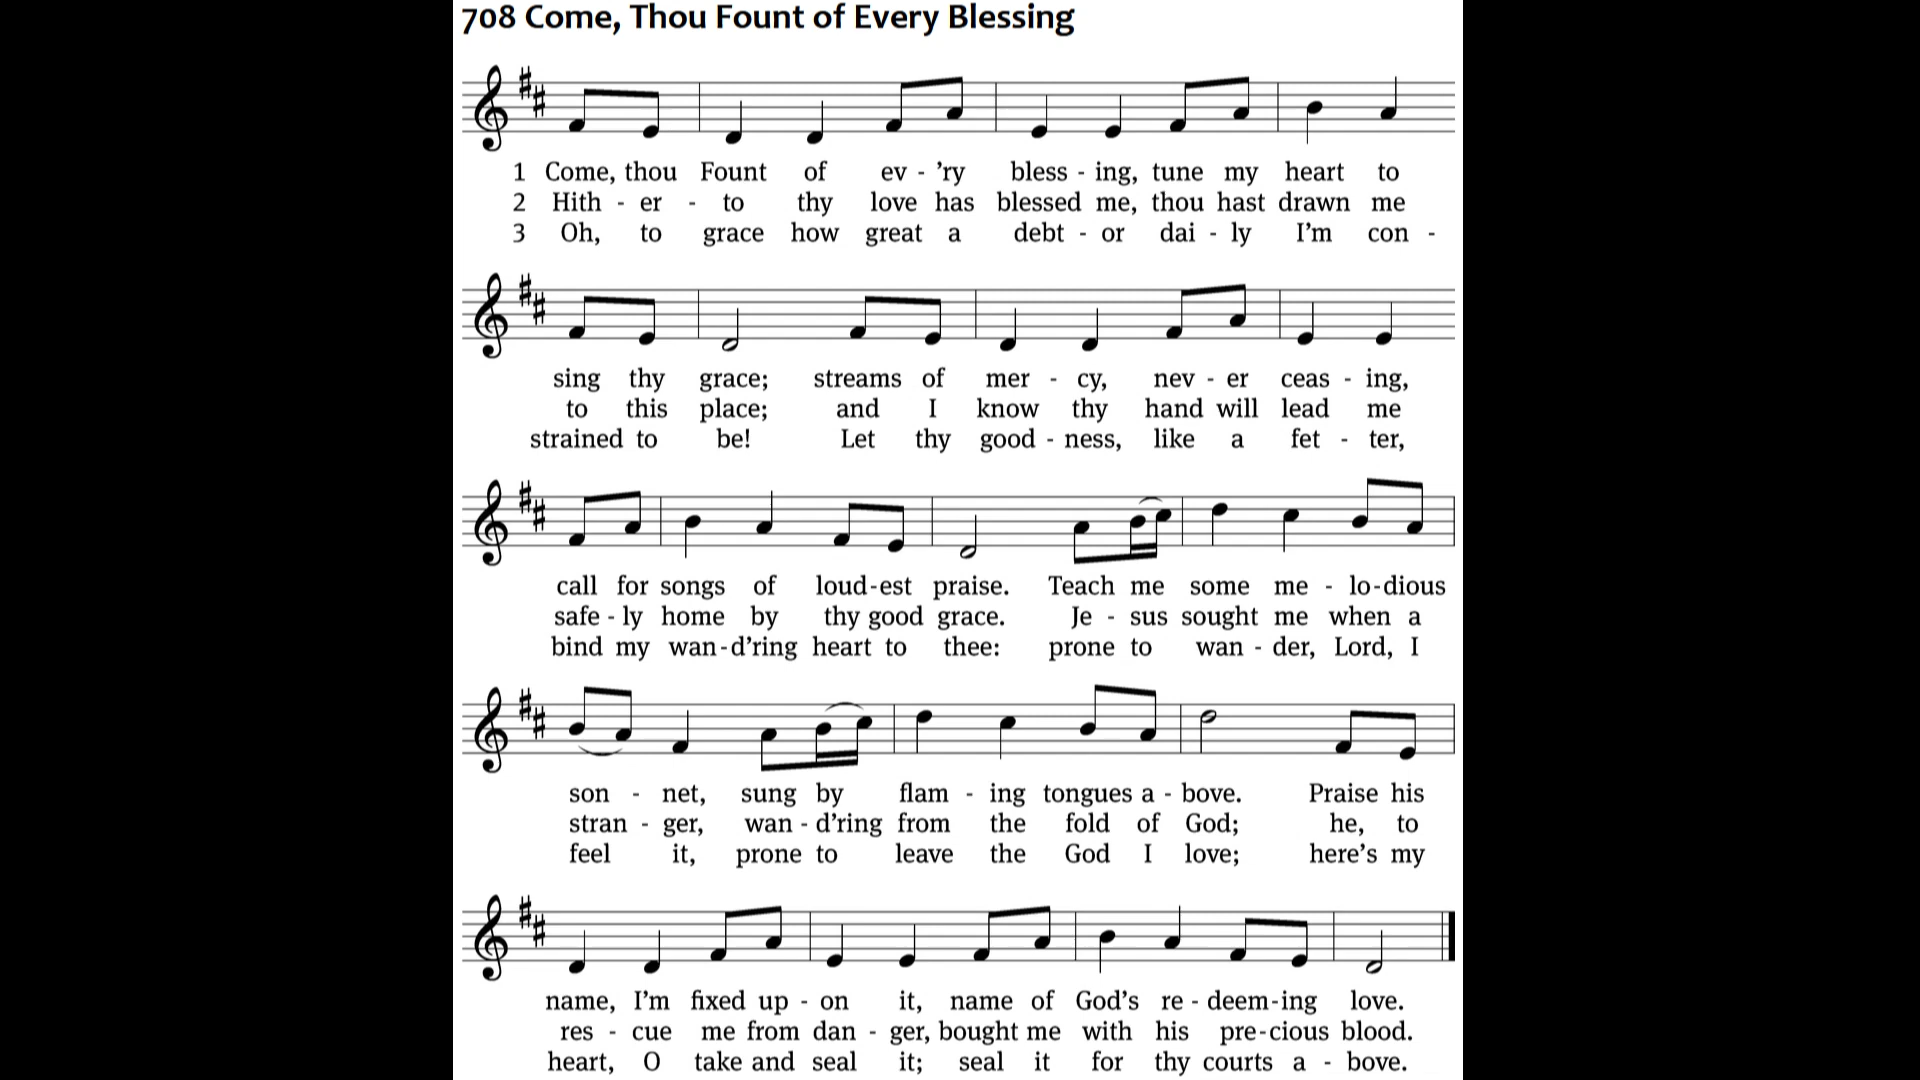 708 Come, Thou Fount of Every Blessing
1 Come, thou Fount of ev - ’ry bless - ing, tune my heart to
2 Hith - er - to thy love has blessed me, thou hast drawn me
3 Oh, to grace how great a debt - or dai - ly I’m con -
sing thy grace; streams of mer - cy, nev - er ceas - ing,
to this place; and I know thy hand will lead me
strained to be! Let thy good - ness, like a fet - ter,
call for songs of loud-est praise. Teach me some me - lo-dious
safe - ly home by thy good grace. Je - sus sought me when a
bind my wan-d’ring heart to thee: prone to wan - der, Lord, I
son - net, sung by flam - ing tongues a - bove. Praise his
stran - ger, wan - d’ring from the fold of God; he, to
feel it, prone to leave the God I love; here’s my
name, I’m fixed up - on it, name of God’s re - deem-ing love.
res - cue me from dan - ger, bought me with his pre-cious blood.
heart, O take and seal it; seal it for thy courts a - bove.